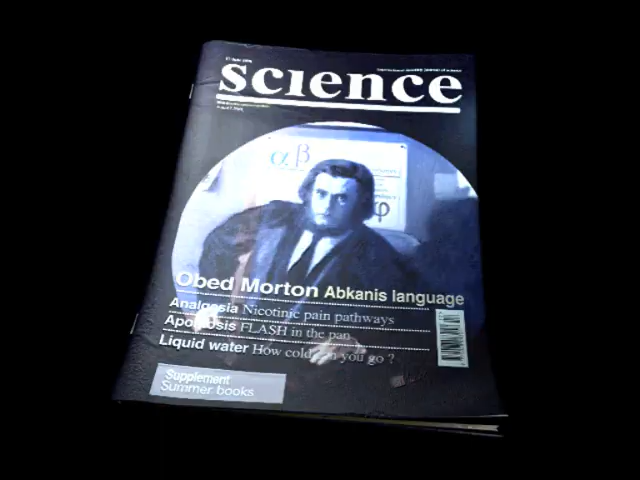 science
α β
φ
Obed Morton Abkanis language
Analgesia Nicotinic pain pathways
Apoptosis FLASH in the pan
Liquid water How cold can you go ?
Supplement
Summer books